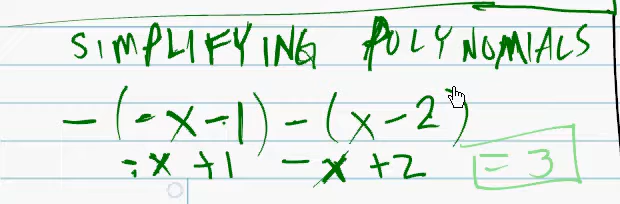 SIMPLIFYING POLYNOMIALS
-(-x-1)-(x-2)
-x+1 -x+2 =3